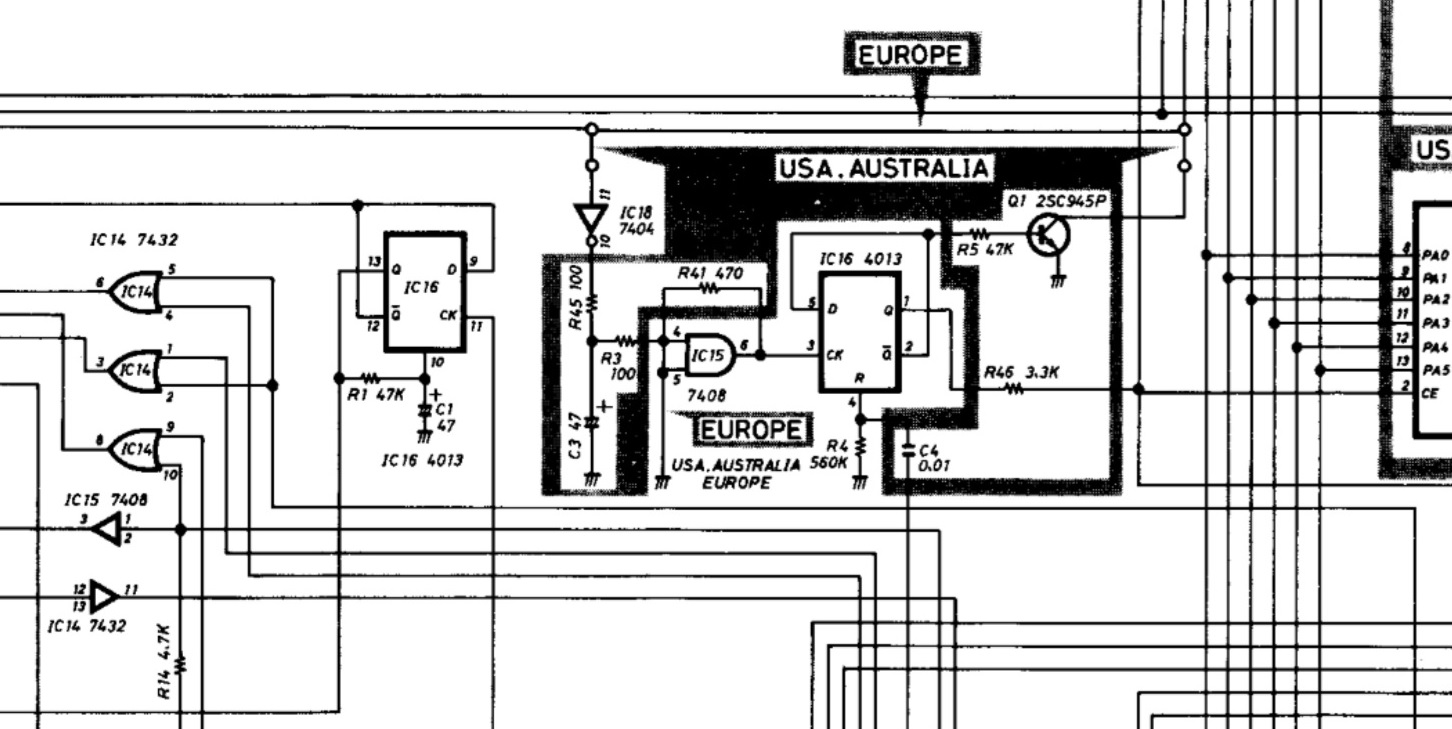 EUROPE
USA.AUSTRALIA
US
Q1 2SC945P
11
IC18
7404
10
IC14 7432
6
IC14
5
4
13
Q
D
9
IC16
12
Q̅
CK
11
10
R1 47K
+
C1
47
IC16 4013
3
IC14
1
2
8
IC14
9
10
R45 100
R41 470
R3
100
4
5
IC15
6
7408
C3 47
+
EUROPE
USA.AUSTRALIA
EUROPE
IC16 4013
5
D
Q
1
3
CK
Q̅
2
R
4
R5 47K
R46 3.3K
R4
560K
C4
0.01
8
PA0
9
PA1
10
PA2
11
PA3
12
PA4
13
PA5
2
CE
IC15 7408
3
1
2
12
13
11
IC14 7432
R14 4.7K